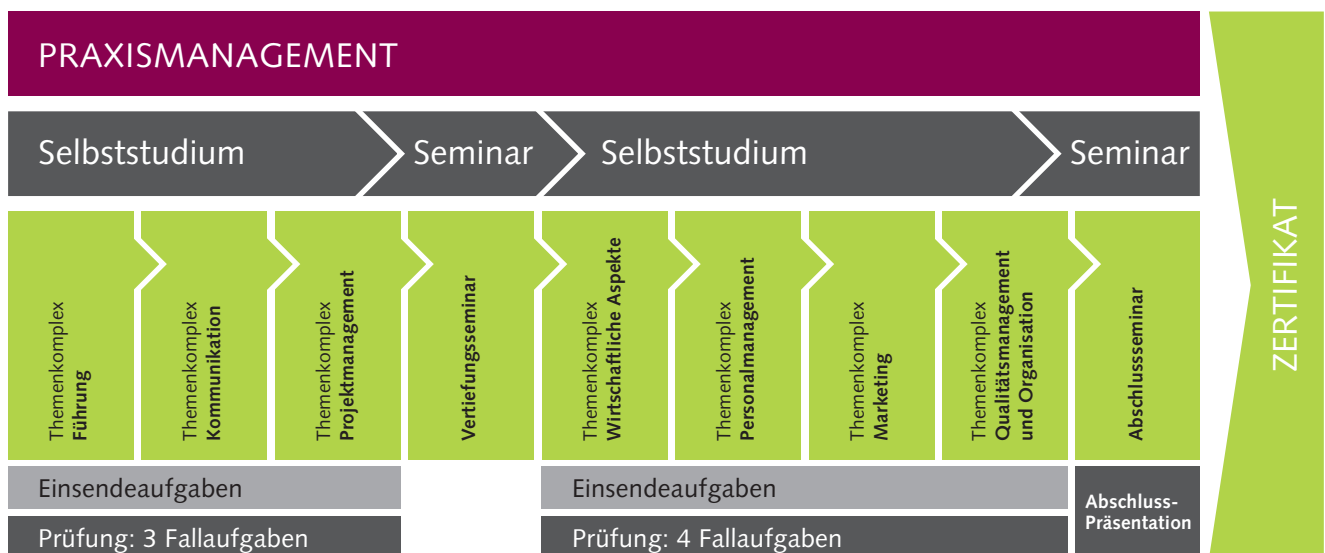 PRAXISMANAGEMENT
Selbststudium
Seminar
Selbststudium
Seminar
Themenkomplex
Führung
Themenkomplex
Kommunikation
Themenkomplex
Projektmanagement
Vertiefungsseminar
Themenkomplex
Wirtschaftliche Aspekte
Themenkomplex
Personalmanagement
Themenkomplex
Marketing
Themenkomplex
Qualitätsmanagement
und Organisation
Abschlussseminar
Einsendeaufgaben
Einsendeaufgaben
Abschluss-
Präsentation
Prüfung: 3 Fallaufgaben
Prüfung: 4 Fallaufgaben
ZERTIFIKAT